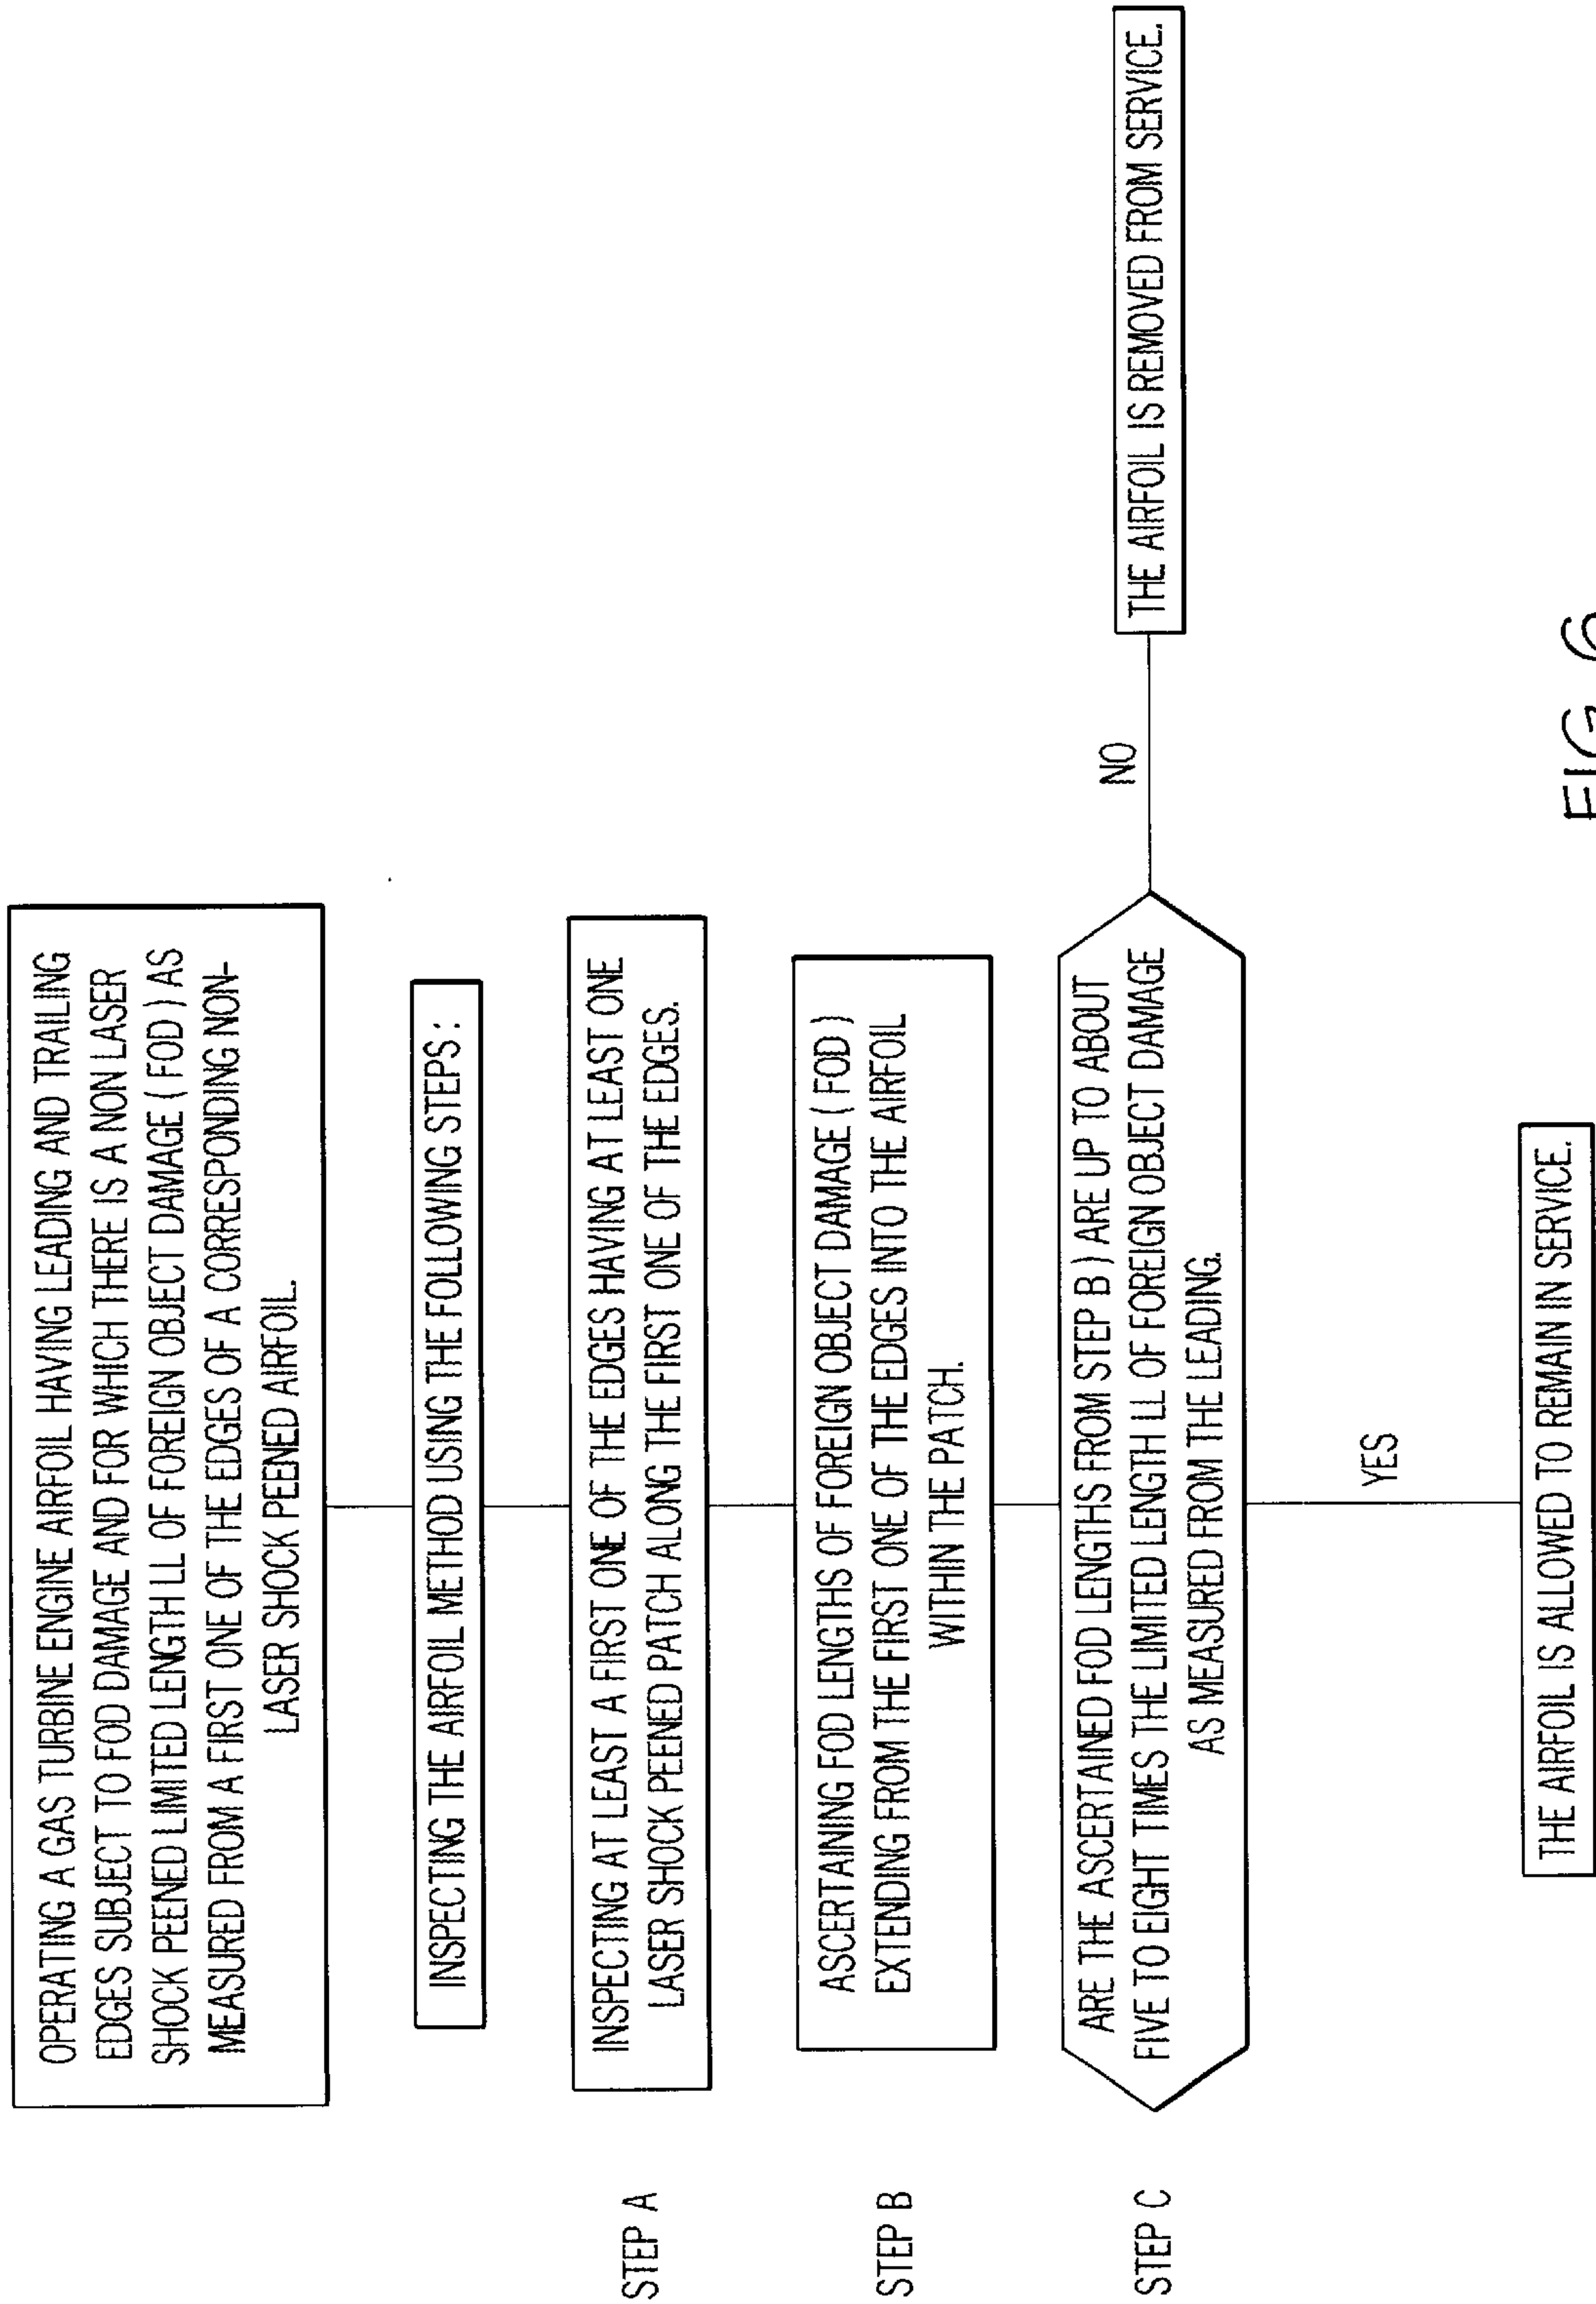 OPERATING A GAS TURBINE ENGINE AIRFOIL HAVING LEADING AND TRAILING
EDGES SUBJECT TO FOD DAMAGE AND FOR WHICH THERE IS A NON LASER
SHOCK PEENED LIMITED LENGTH LL OF FOREIGN OBJECT DAMAGE ( FOD ) AS
MEASURED FROM A FIRST ONE OF THE EDGES OF A CORRESPONDING NON-
LASER SHOCK PEENED AIRFOIL.
INSPECTING THE AIRFOIL METHOD USING THE FOLLOWING STEPS :
STEP A
INSPECTING AT LEAST A FIRST ONE OF THE EDGES HAVING AT LEAST ONE
LASER SHOCK PEENED PATCH ALONG THE FIRST ONE OF THE EDGES.
STEP B
ASCERTAINING FOD LENGTHS OF FOREIGN OBJECT DAMAGE ( FOD )
EXTENDING FROM THE FIRST ONE OF THE EDGES INTO THE AIRFOIL
WITHIN THE PATCH.
STEP C
ARE THE ASCERTAINED FOD LENGTHS FROM STEP B ) ARE UP TO ABOUT
FIVE TO EIGHT TIMES THE LIMITED LENGTH LL OF FOREIGN OBJECT DAMAGE
AS MEASURED FROM THE LEADING.
NO
THE AIRFOIL IS REMOVED FROM SERVICE.
YES
THE AIRFOIL IS ALLOWED TO REMAIN IN SERVICE.
FIG.